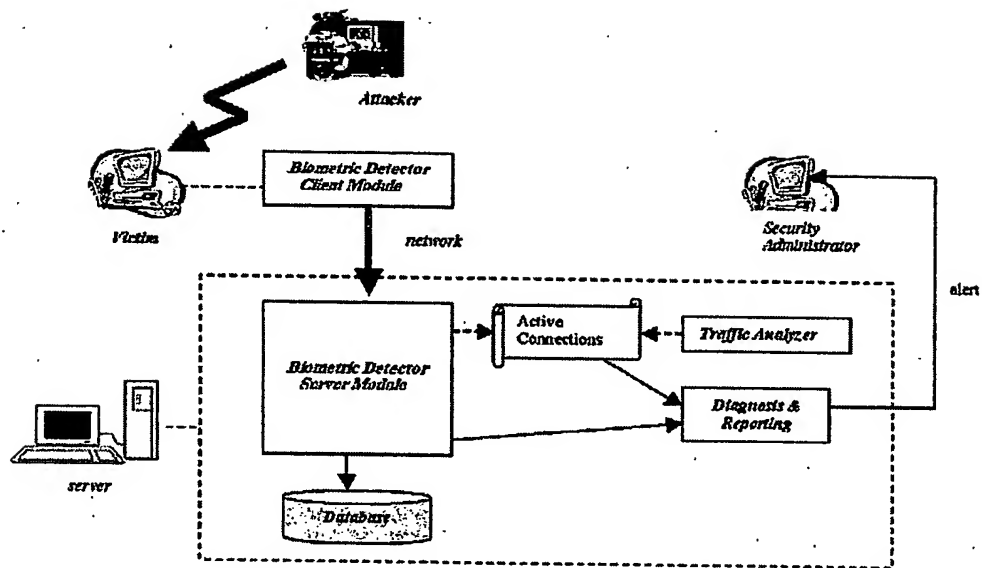 Attacker
Biometric Detector
Client Module
Victim
network
Security
Administrator
alert
Active
Connections
Traffic Analyzer
Biometric Detector
Server Module
Diagnosis &
Reporting
server
Database